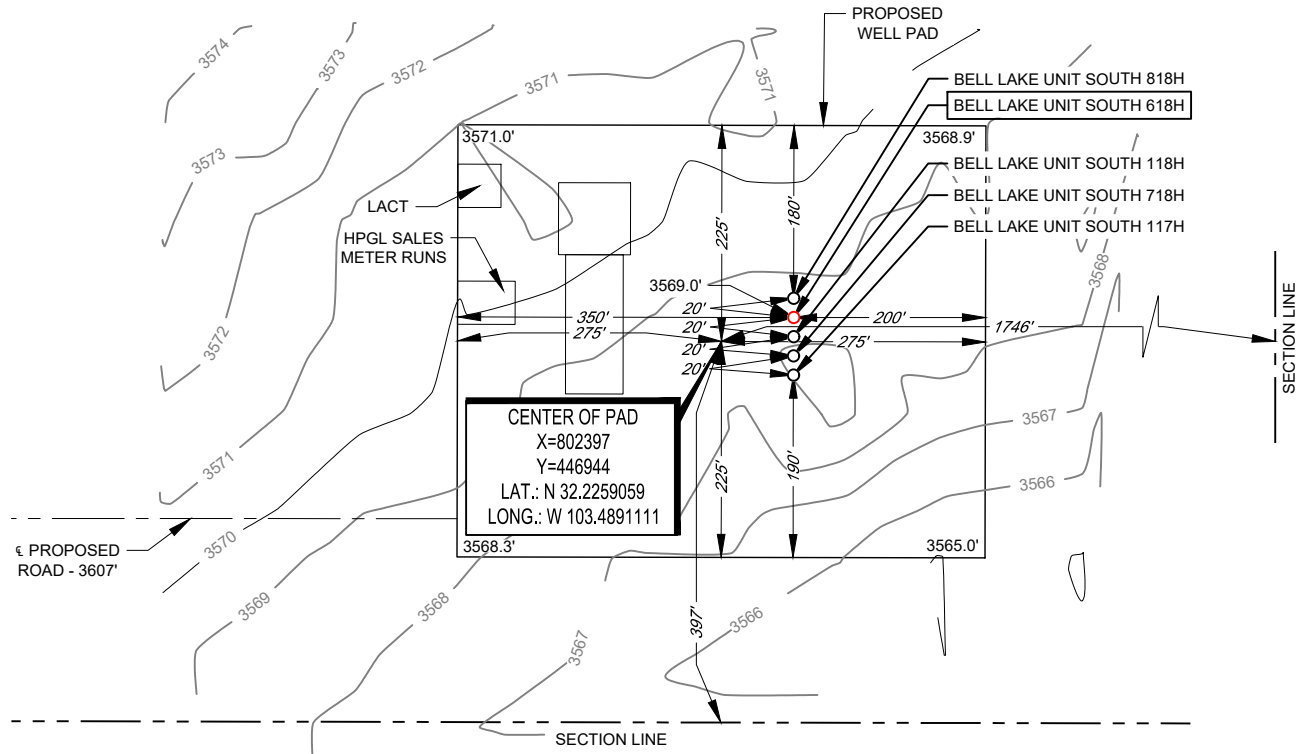 PROPOSED
WELL PAD
3574
3573
3572
3571
3571
BELL LAKE UNIT SOUTH 818H
BELL LAKE UNIT SOUTH 618H
3571.0'
3568.9'
3573
BELL LAKE UNIT SOUTH 118H
LACT
180'
BELL LAKE UNIT SOUTH 718H
225'
HPGL SALES
METER RUNS
BELL LAKE UNIT SOUTH 117H
3568
3569.0'
20'
350'
200'
20'
1746'
275'
275'
3572
20'
20'
SECTION LINE
CENTER OF PAD
X=802397
Y=446944
LAT.: N 32.2259059
LONG.: W 103.4891111
3567
3571
225'
190'
3566
℄ PROPOSED
ROAD - 3607'
3570
3568.3'
3565.0'
3569
3568
397'
3566
3567
SECTION LINE